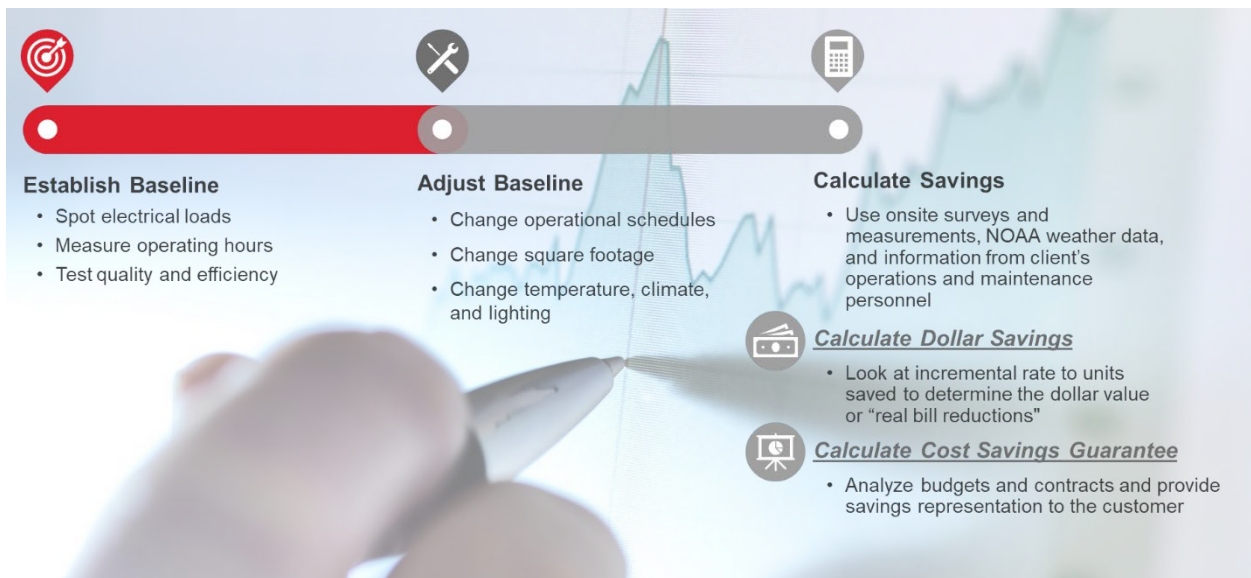 Establish Baseline
• Spot electrical loads
• Measure operating hours
• Test quality and efficiency
Adjust Baseline
• Change operational schedules
• Change square footage
• Change temperature, climate,
and lighting
Calculate Savings
• Use onsite surveys and
measurements, NOAA weather data,
and information from client’s
operations and maintenance
personnel
Calculate Dollar Savings
• Look at incremental rate to units
saved to determine the dollar value
or “real bill reductions"
Calculate Cost Savings Guarantee
• Analyze budgets and contracts and provide
savings representation to the customer